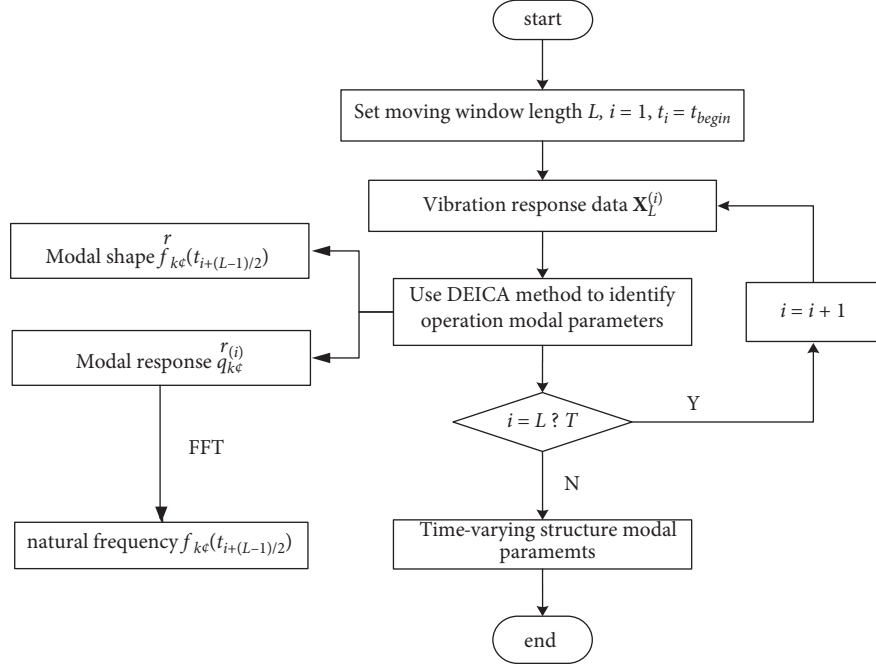 start
Set moving window length L, i = 1, t_i = t_begin
Vibration response data X_L^(i)
r
Modal shape f_k¢(t_i+(L–1)/2)
Use DEICA method to identify
operation modal parameters
i = i + 1
r(i)
Modal response q_k¢
i = L ? T
Y
FFT
N
natural frequency f_k¢(t_i+(L–1)/2)
Time-varying structure modal
paramemts
end